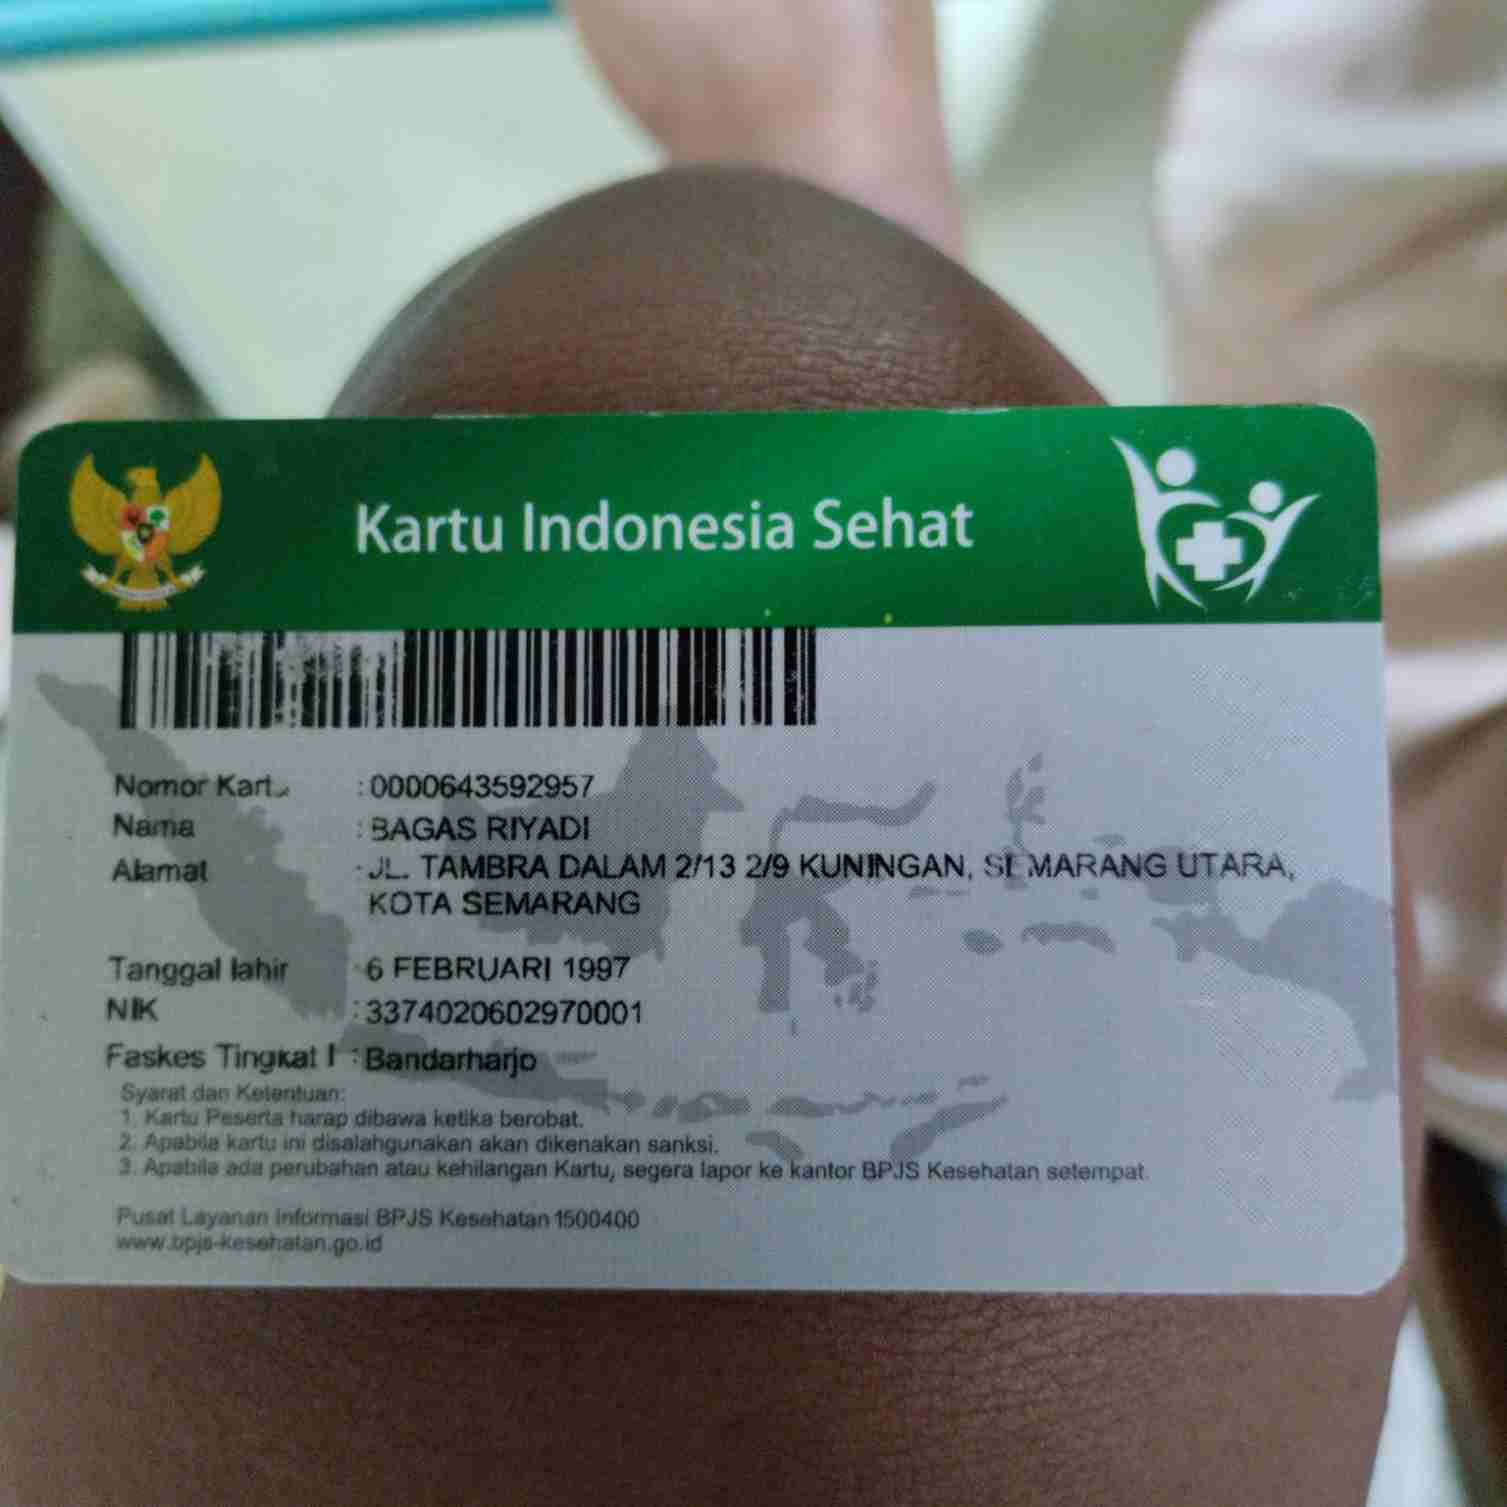 Kartu Indonesia Sehat
Nomor Kartu : 0000643592957
Nama : BAGAS RIYADI
Alamat : JL. TAMBRA DALAM 2/13 2/9 KUNINGAN, SEMARANG UTARA,
KOTA SEMARANG
Tanggal lahir : 6 FEBRUARI 1997
NIK : 3374020602970001
Faskes Tingkat I : Bandarharjo
Syarat dan Ketentuan:
1. Kartu Peserta harap dibawa ketika berobat.
2. Apabila kartu ini disalahgunakan akan dikenakan sanksi.
3. Apabila ada perubahan atau kehilangan Kartu, segera lapor ke kantor BPJS Kesehatan setempat.
Pusat Layanan Informasi BPJS Kesehatan 1500400
www.bpjs-kesehatan.go.id